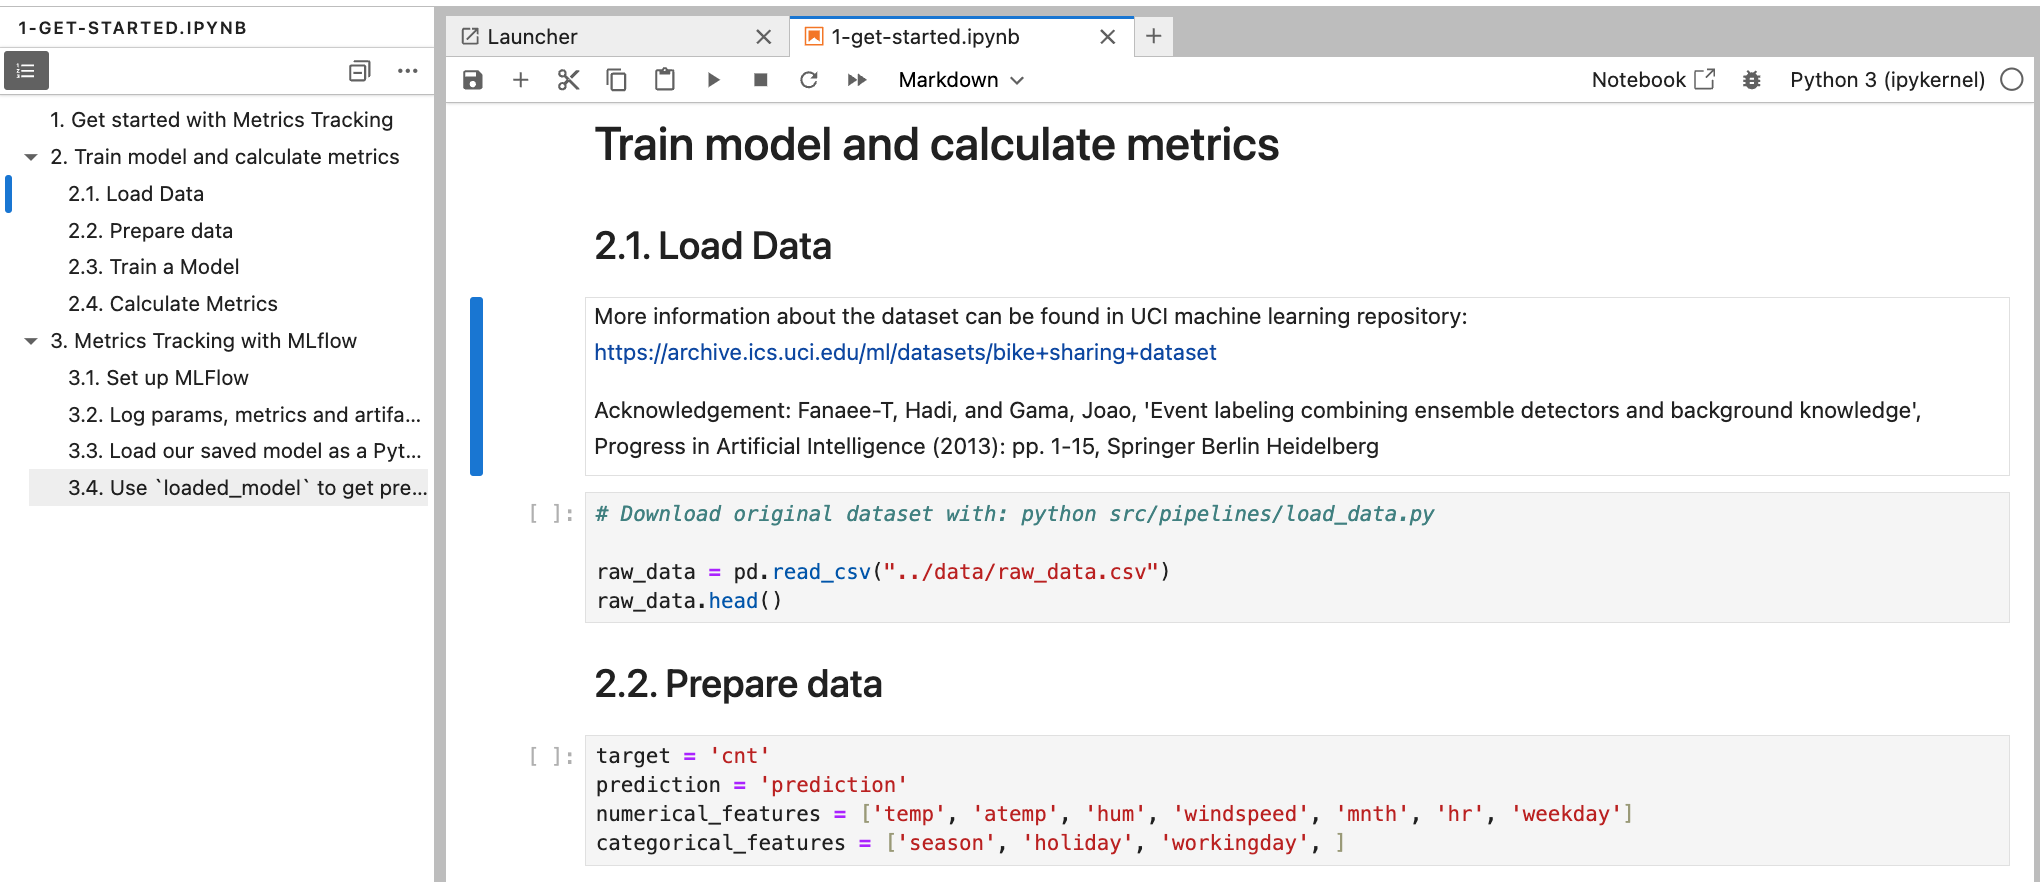 1-GET-STARTED.IPYNB
1. Get started with Metrics Tracking
2. Train model and calculate metrics
2.1. Load Data
2.2. Prepare data
2.3. Train a Model
2.4. Calculate Metrics
3. Metrics Tracking with MLflow
3.1. Set up MLFlow
3.2. Log params, metrics and artifa...
3.3. Load our saved model as a Pyt...
3.4. Use `loaded_model` to get pre...
Launcher
1-get-started.ipynb
Markdown
Notebook
Python 3 (ipykernel)
Train model and calculate metrics
2.1. Load Data
More information about the dataset can be found in UCI machine learning repository:
https://archive.ics.uci.edu/ml/datasets/bike+sharing+dataset
Acknowledgement: Fanaee-T, Hadi, and Gama, Joao, 'Event labeling combining ensemble detectors and background knowledge',
Progress in Artificial Intelligence (2013): pp. 1-15, Springer Berlin Heidelberg
[ ]: # Download original dataset with: python src/pipelines/load_data.py
raw_data = pd.read_csv("../data/raw_data.csv")
raw_data.head()
2.2. Prepare data
[ ]: target = 'cnt'
prediction = 'prediction'
numerical_features = ['temp', 'atemp', 'hum', 'windspeed', 'mnth', 'hr', 'weekday']
categorical_features = ['season', 'holiday', 'workingday', ]